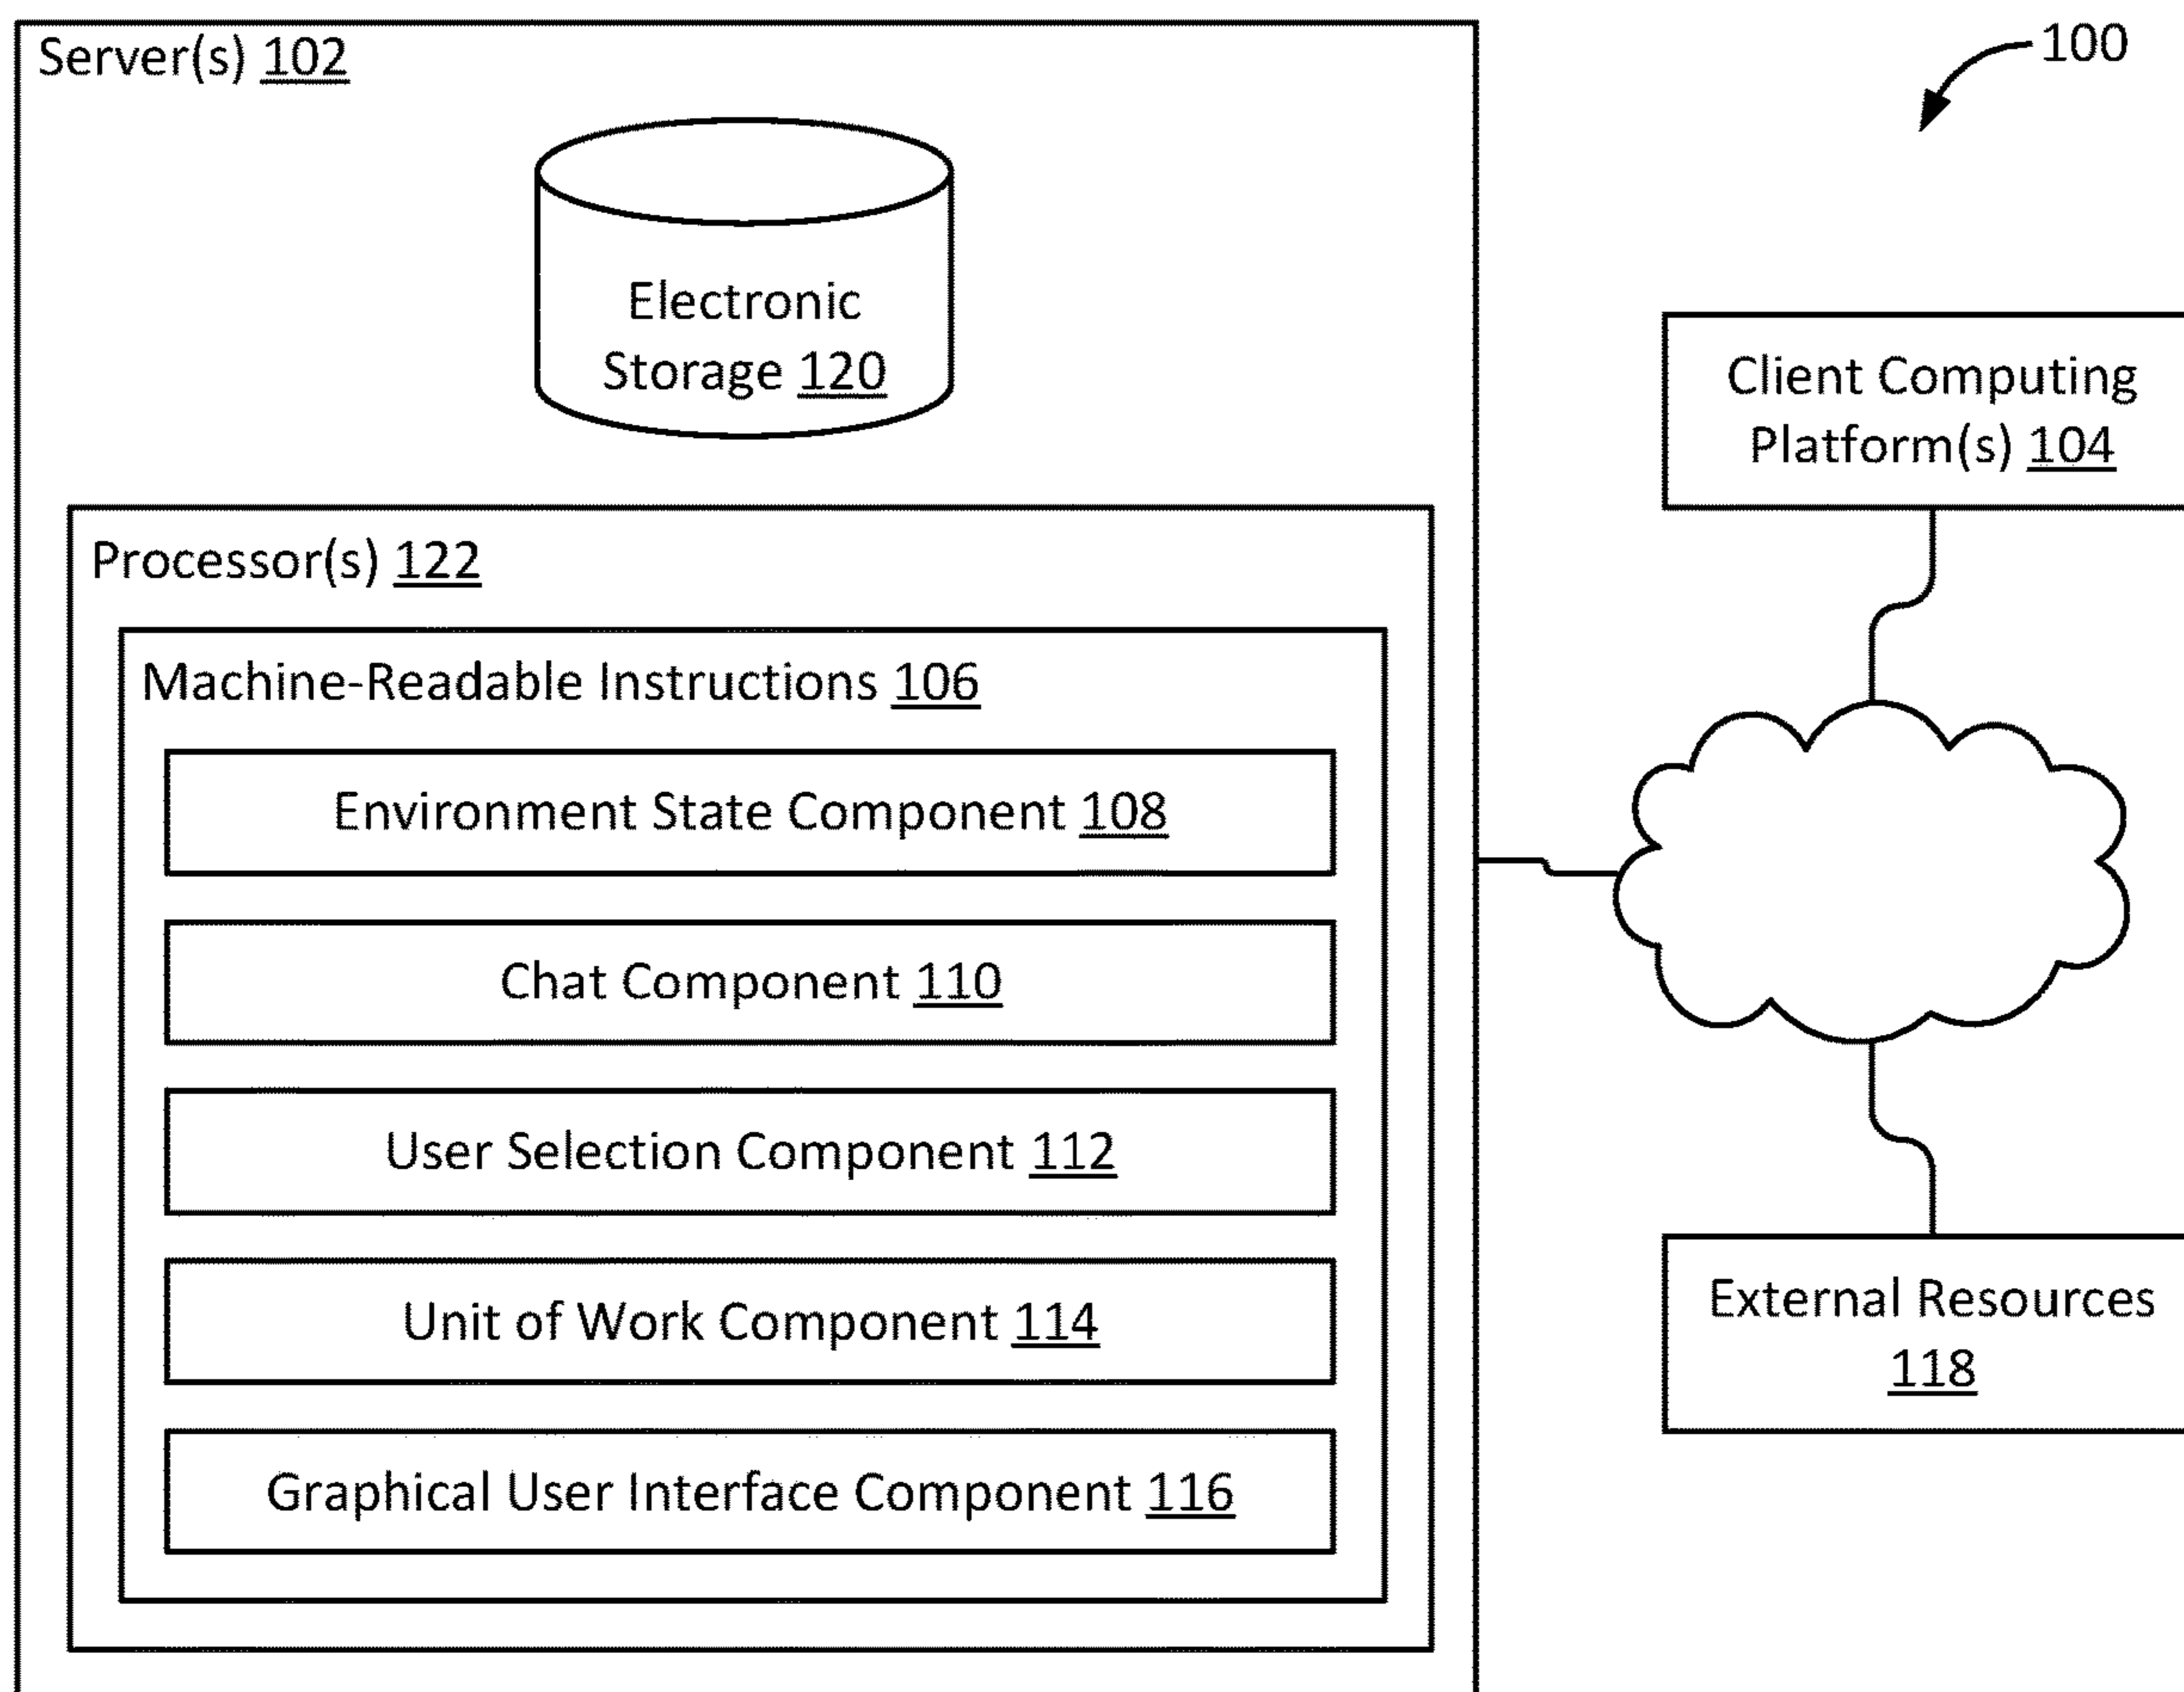 Server(s) 102
100
Electronic
Storage 120
Client Computing
Platform(s) 104
Processor(s) 122
Machine-Readable Instructions 106
Environment State Component 108
Chat Component 110
User Selection Component 112
Unit of Work Component 114
Graphical User Interface Component 116
External Resources
118